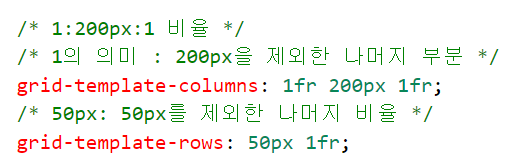 /* 1:200px:1 비율 */
/* 1의 의미 : 200px을 제외한 나머지 부분 */
grid-template-columns: 1fr 200px 1fr;
/* 50px: 50px를 제외한 나머지 비율 */
grid-template-rows: 50px 1fr;